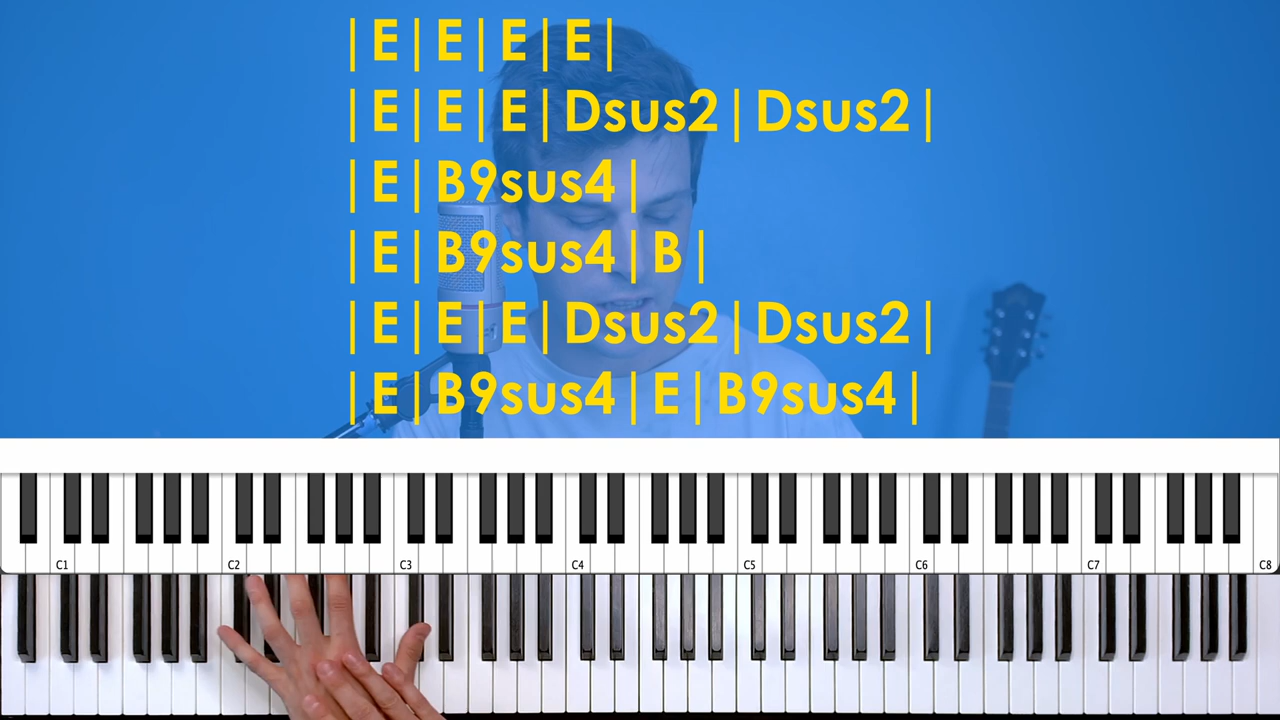 | E | E | E | E |
| E | E | E | Dsus2 | Dsus2 |
| E | B9sus4 |
| E | B9sus4 | B |
| E | E | E | Dsus2 | Dsus2 |
| E | B9sus4 | E | B9sus4 |
C1 C2 C3 C4 C5 C6 C7 C8